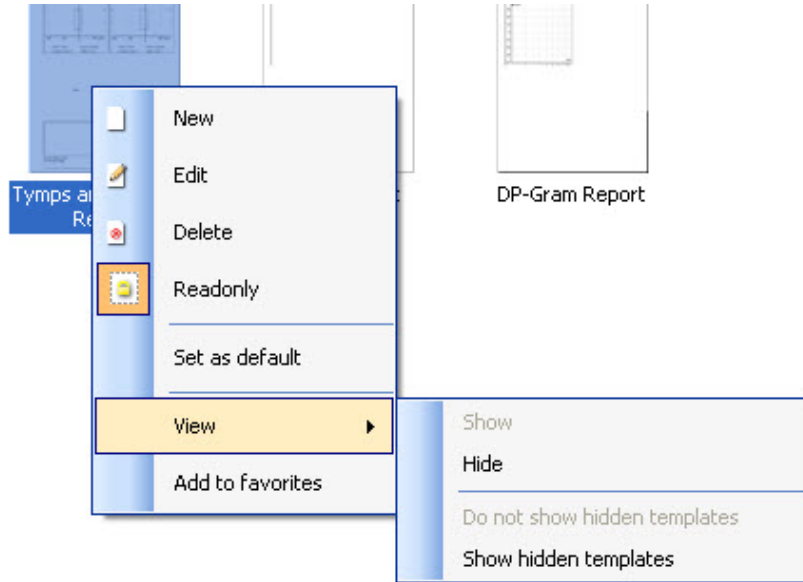 New
Edit
Tymps a
DP-Gram Report
Delete
Readonly
Set as default
View
Show
Hide
Add to favorites
Do not show hidden templates
Show hidden templates